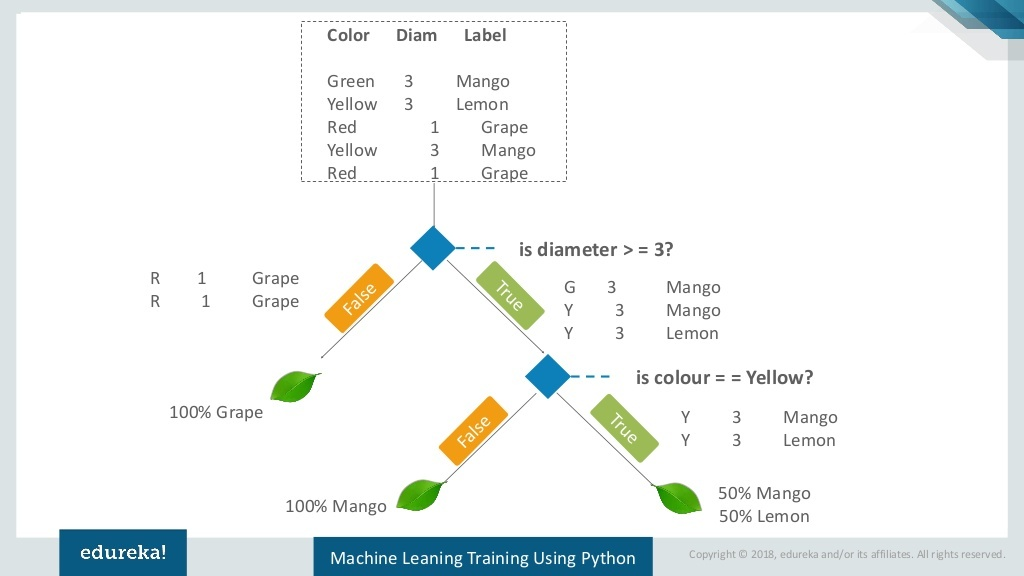 Color Diam Label
Green 3 Mango
Yellow 3 Lemon
Red 1 Grape
Yellow 3 Mango
Red 1 Grape
is diameter > = 3?
False
True
R 1 Grape
R 1 Grape
G 3 Mango
Y 3 Mango
Y 3 Lemon
100% Grape
is colour = = Yellow?
False
True
Y 3 Mango
Y 3 Lemon
100% Mango
50% Mango
50% Lemon
edureka!
Machine Leaning Training Using Python
Copyright © 2018, edureka and/or its affiliates. All rights reserved.